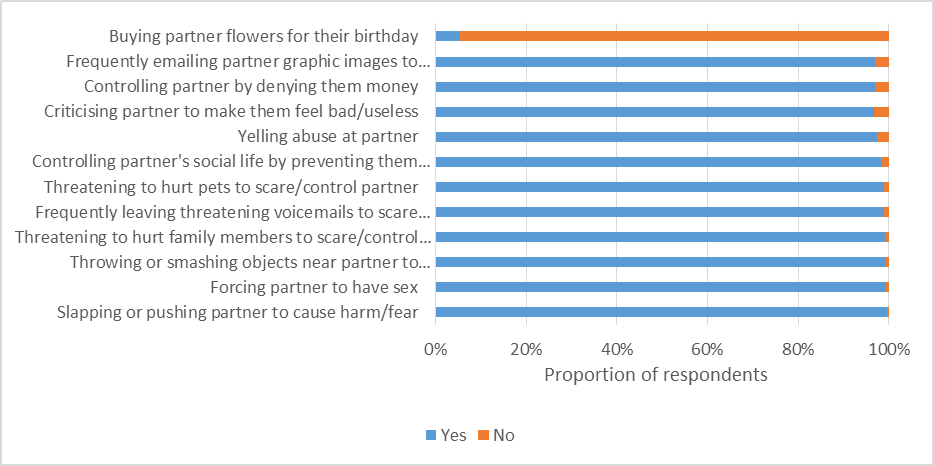 Buying partner flowers for their birthday
Frequently emailing partner graphic images to...
Controlling partner by denying them money
Criticising partner to make them feel bad/useless
Yelling abuse at partner
Controlling partner's social life by preventing them...
Threatening to hurt pets to scare/control partner
Frequently leaving threatening voicemails to scare...
Threatening to hurt family members to scare/control...
Throwing or smashing objects near partner to...
Forcing partner to have sex
Slapping or pushing partner to cause harm/fear
0% 20% 40% 60% 80% 100%
Proportion of respondents
Yes No